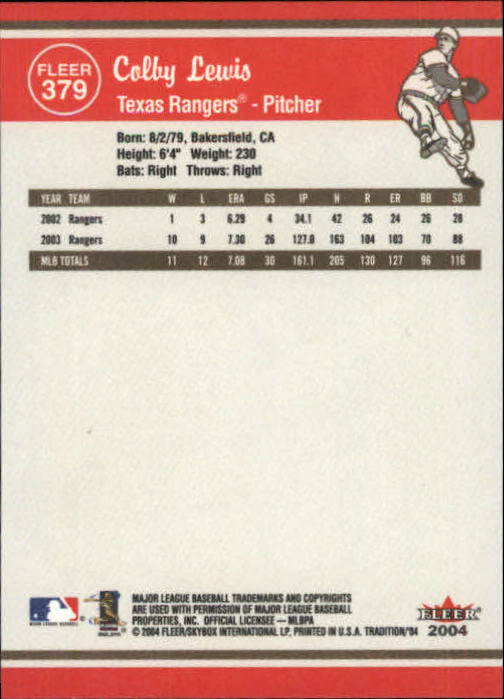 FLEER
379
Colby Lewis
Texas Rangers® - Pitcher
Born: 8/2/79, Bakersfield, CA
Height: 6'4" Weight: 230
Bats: Right Throws: Right
YEAR TEAM W L ERA GS IP H R ER BB SO
2002 Rangers 1 3 6.29 4 34.1 42 26 24 26 28
2003 Rangers 10 9 7.30 26 127.0 163 104 103 70 88
MLB TOTALS 11 12 7.08 30 161.1 205 130 127 96 116
MAJOR LEAGUE BASEBALL TRADEMARKS AND COPYRIGHTS
ARE USED WITH PERMISSION OF MAJOR LEAGUE BASEBALL
PROPERTIES, INC. OFFICIAL LICENSEE — MLBPA
© 2004 FLEER/SKYBOX INTERNATIONAL LP, PRINTED IN U.S.A. TRADITION/'04
FLEER
2004